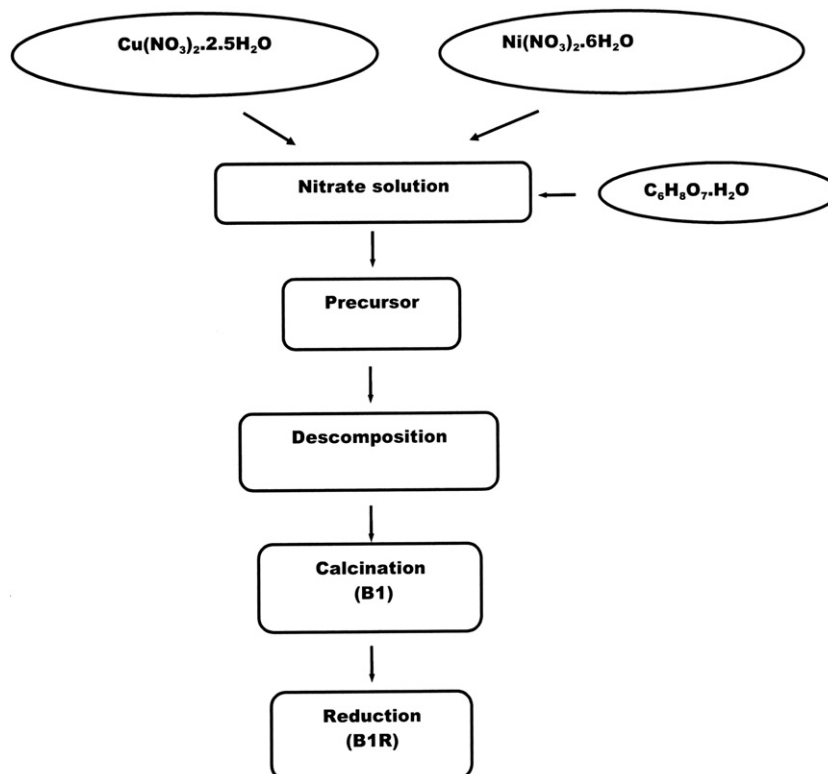 Cu(NO₃)₂.2.5H₂O
Ni(NO₃)₂.6H₂O
Nitrate solution
C₆H₈O₇.H₂O
Precursor
Descomposition
Calcination
(B1)
Reduction
(B1R)